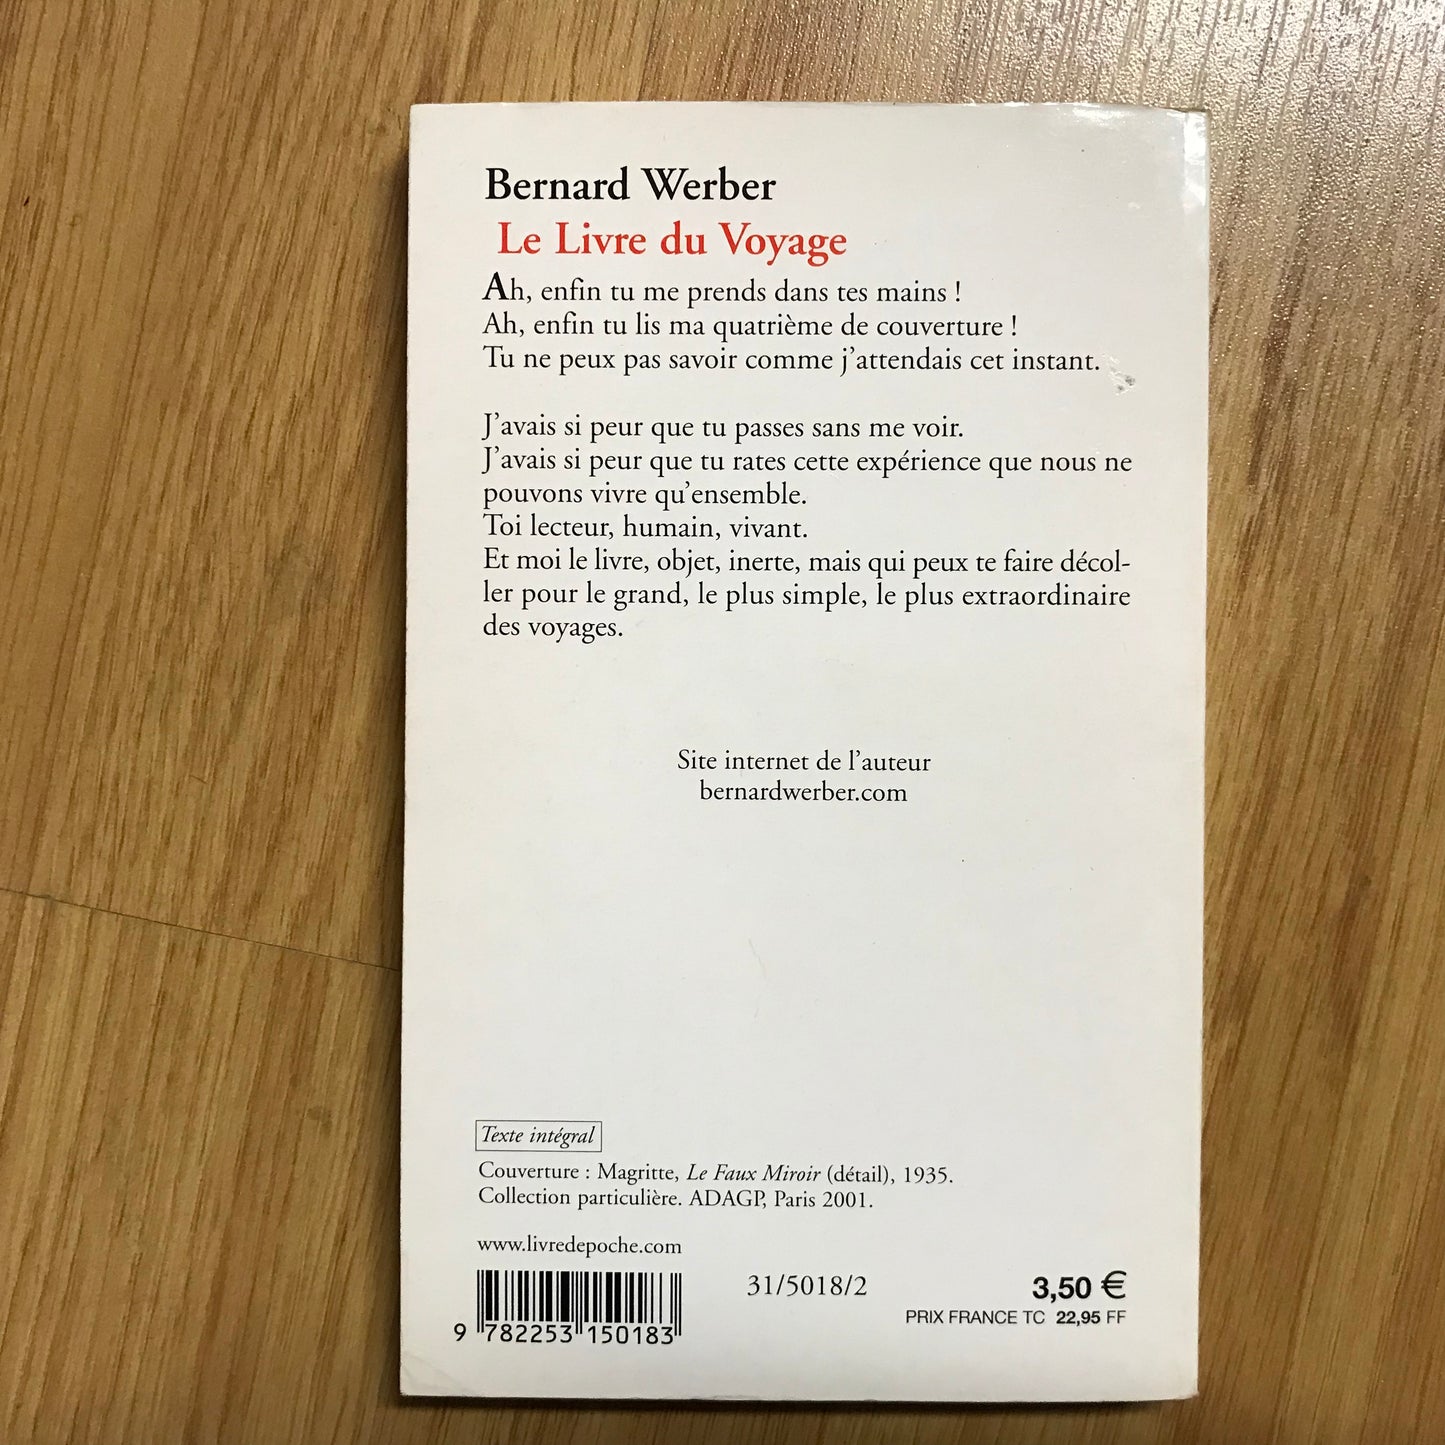 Bernard Werber
Le Livre du Voyage
Ah, enfin tu me prends dans tes mains !
Ah, enfin tu lis ma quatrième de couverture !
Tu ne peux pas savoir comme j'attendais cet instant.
J'avais si peur que tu passes sans me voir.
J'avais si peur que tu rates cette expérience que nous ne
pouvons vivre qu'ensemble.
Toi lecteur, humain, vivant.
Et moi le livre, objet, inerte, mais qui peux te faire décol-
ler pour le grand, le plus simple, le plus extraordinaire
des voyages.
Site internet de l'auteur
bernardwerber.com
Texte intégral
Couverture : Magritte, Le Faux Miroir (détail), 1935.
Collection particulière. ADAGP, Paris 2001.
www.livredepoche.com
31/5018/2
3,50 €
PRIX FRANCE TC 22,95 FF
9 782253 150183